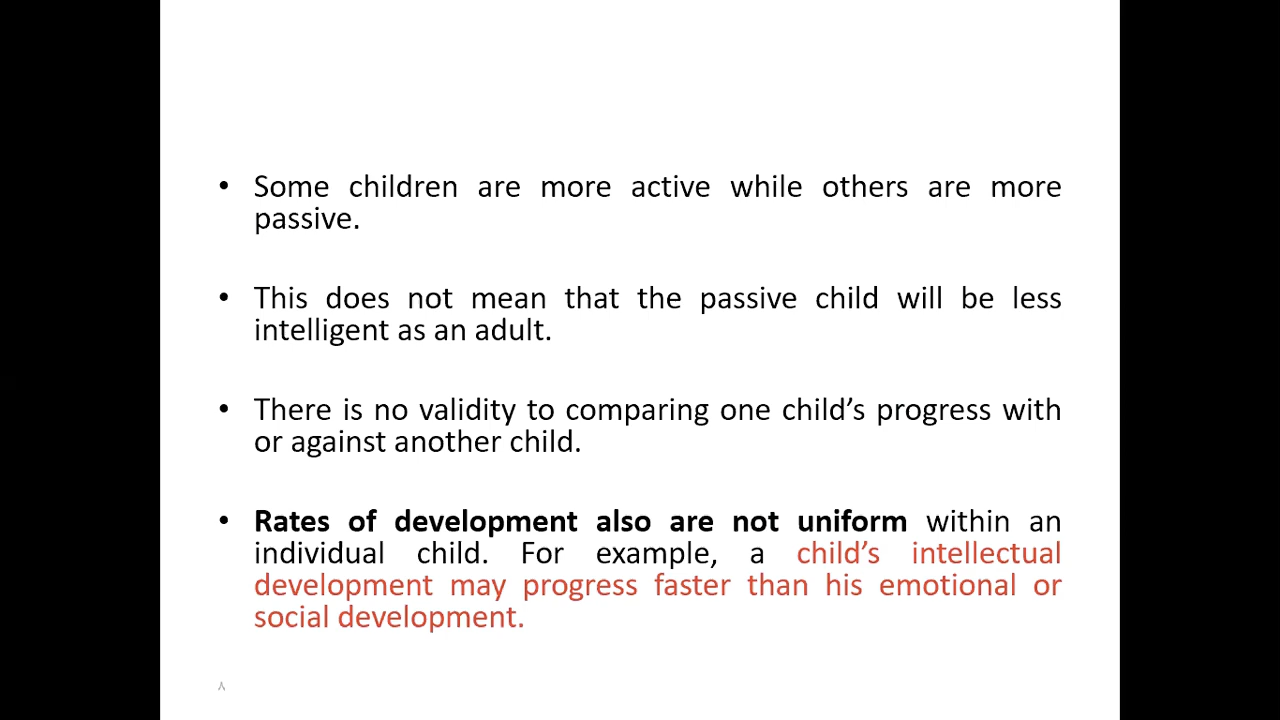 • Some children are more active while others are more
passive.
• This does not mean that the passive child will be less
intelligent as an adult.
• There is no validity to comparing one child’s progress with
or against another child.
• Rates of development also are not uniform within an
individual child. For example, a child’s intellectual
development may progress faster than his emotional or
social development.
٨